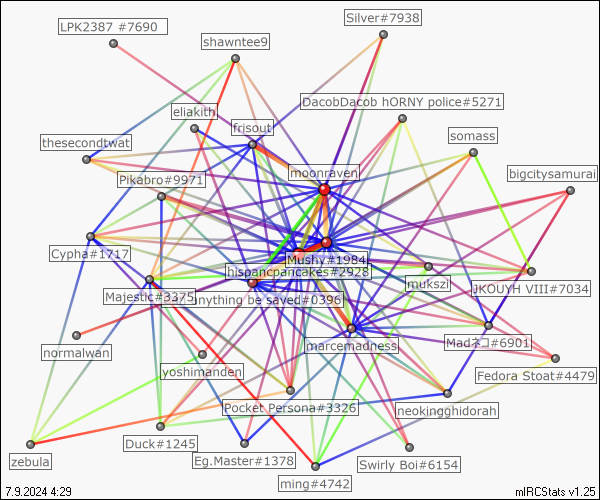 LPK2387 #7690
Silver#7938
shawntee9
DacobDacob hORNY police#5271
eliakith
frisout
somass
thesecondtwat
moonraven
bigcitysamurai
Pikabro#9971
Cypha#1717
Mushy#1984
hispancpancakes#2928
mukszi
JKOUYH VIII#7034
Majestic#3375
anything be saved#0396
normalwan
marcemadness
Madネコ#6901
yoshimanden
Fedora Stoat#4479
Pocket Persona#3326
neokingghidorah
Duck#1245
zebula
Eg.Master#1378
Swirly Boi#6154
ming#4742
7.9.2024 4:29
mIRCStats v1.25